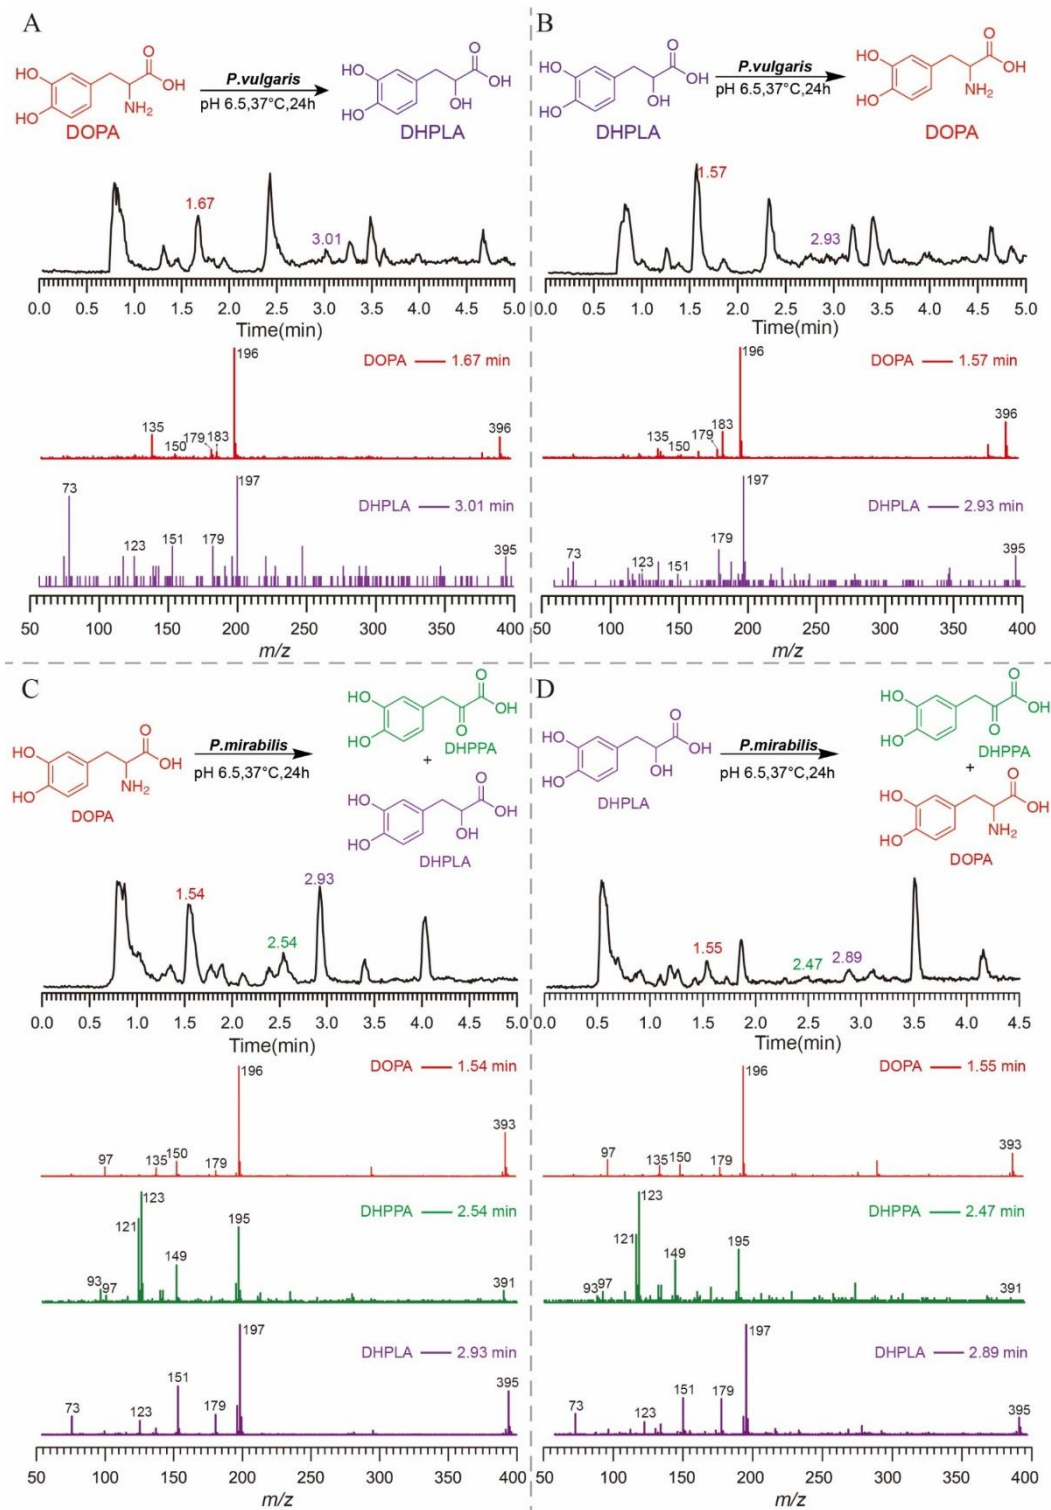 A
HO
HO
O
OH
NH₂
DOPA
P.vulgaris
pH 6.5,37°C,24h
HO
HO
O
OH
OH
DHPLA
1.67
3.01
0.0 0.5 1.0 1.5 2.0 2.5 3.0 3.5 4.0 4.5 5.0
Time(min)
196
DOPA — 1.67 min
135
150
179
183
396
197
DHPLA — 3.01 min
73
123
151
179
395
50 100 150 200 250 300 350 400
m/z
B
HO
HO
O
OH
OH
DHPLA
P.vulgaris
pH 6.5,37°C,24h
HO
HO
O
OH
NH₂
DOPA
1.57
2.93
0.0 0.5 1.0 1.5 2.0 2.5 3.0 3.5 4.0 4.5 5.0
Time(min)
196
DOPA — 1.57 min
135
150
179
183
396
197
DHPLA — 2.93 min
73
123
151
179
395
50 100 150 200 250 300 350 400
m/z
C
HO
HO
O
OH
NH₂
DOPA
P.mirabilis
pH 6.5,37°C,24h
HO
HO
O
OH
O
DHPPA
+
HO
HO
O
OH
OH
DHPLA
1.54
2.54
2.93
0.0 0.5 1.0 1.5 2.0 2.5 3.0 3.5 4.0 4.5 5.0
Time(min)
196
DOPA — 1.54 min
97
135
150
179
393
123
DHPPA — 2.54 min
121
195
149
93
97
391
197
DHPLA — 2.93 min
151
73
123
179
395
50 100 150 200 250 300 350 400
m/z
D
HO
HO
O
OH
OH
DHPLA
P.mirabilis
pH 6.5,37°C,24h
HO
HO
O
OH
O
DHPPA
+
HO
HO
O
OH
NH₂
DOPA
1.55
2.47
2.89
0.0 0.5 1.0 1.5 2.0 2.5 3.0 3.5 4.0 4.5
Time(min)
196
DOPA — 1.55 min
97
135
150
179
393
123
DHPPA — 2.47 min
121
195
149
93
97
391
197
DHPLA — 2.89 min
151
179
73
123
395
50 100 150 200 250 300 350 400
m/z